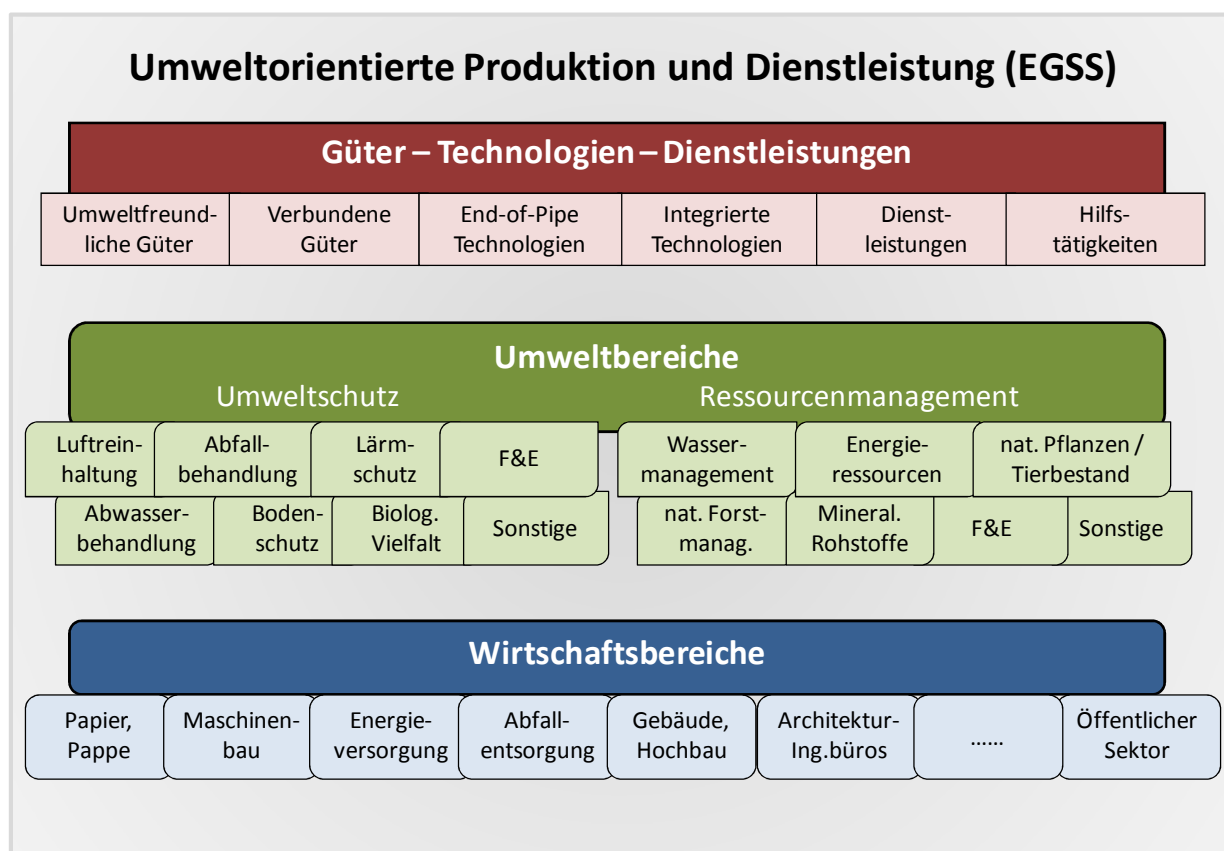 Umweltorientierte Produktion und Dienstleistung (EGSS)
Güter – Technologien – Dienstleistungen
Umweltfreund-
liche Güter
Verbundene
Güter
End-of-Pipe
Technologien
Integrierte
Technologien
Dienst-
leistungen
Hilfs-
tätigkeiten
Umweltbereiche
Umweltschutz
Ressourcenmanagement
Luftrein-
haltung
Abfall-
behandlung
Lärm-
schutz
F&E
Wasser-
management
Energie-
ressourcen
nat. Pflanzen /
Tierbestand
Abwasser-
behandlung
Boden-
schutz
Biolog.
Vielfalt
Sonstige
nat. Forst-
manag.
Mineral.
Rohstoffe
F&E
Sonstige
Wirtschaftsbereiche
Papier,
Pappe
Maschinen-
bau
Energie-
versorgung
Abfall-
entsorgung
Gebäude,
Hochbau
Architektur-
Ing.büros
......
Öffentlicher
Sektor